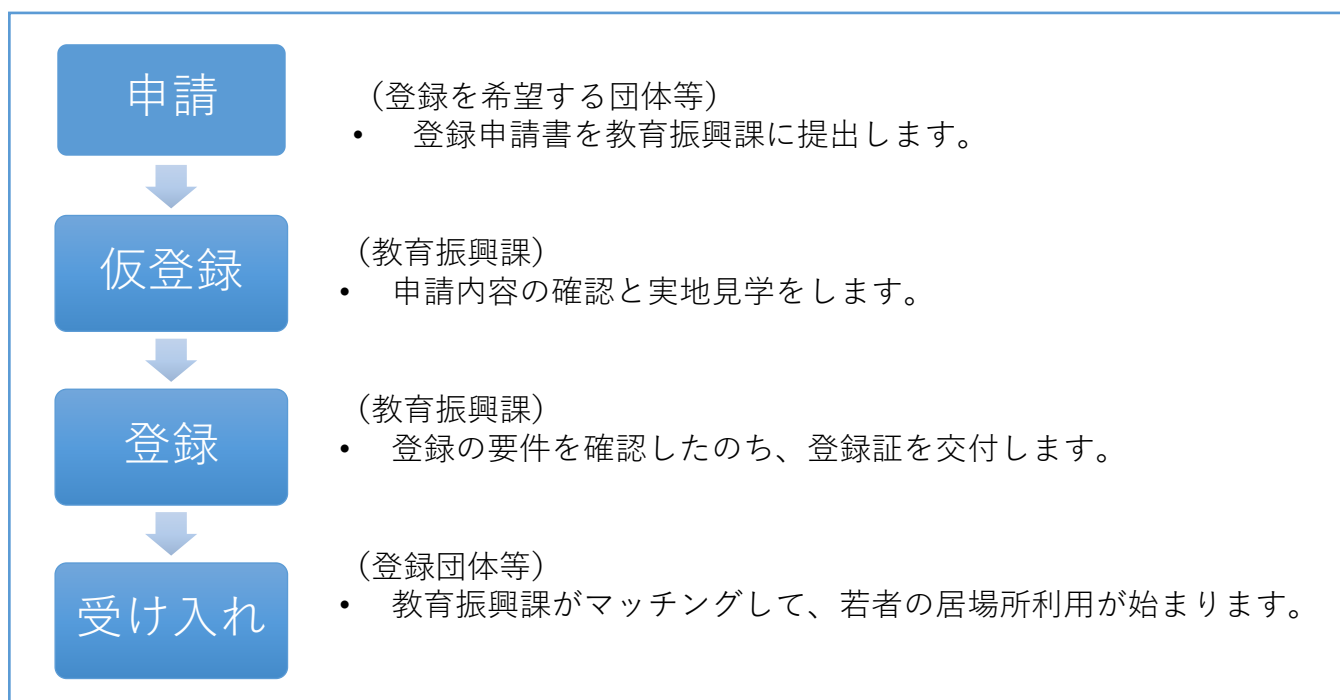 申請
（登録を希望する団体等）
• 登録申請書を教育振興課に提出します。
仮登録
（教育振興課）
• 申請内容の確認と実地見学をします。
登録
（教育振興課）
• 登録の要件を確認したのち、登録証を交付します。
受け入れ
（登録団体等）
• 教育振興課がマッチングして、若者の居場所利用が始まります。